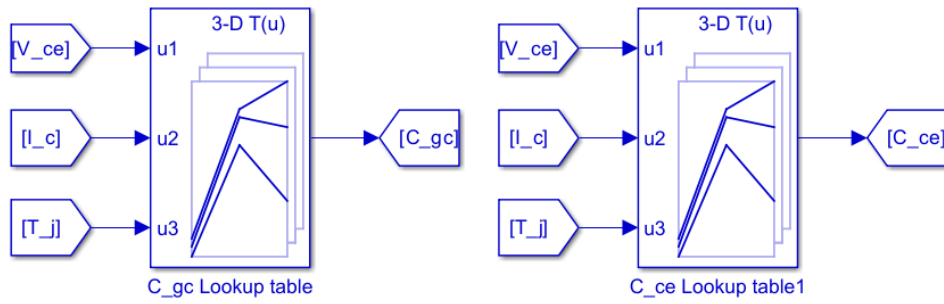 3-D T(u)
[V_ce]
u1
[I_c]
u2
[C_gc]
[T_j]
u3
C_gc Lookup table
3-D T(u)
[V_ce]
u1
[I_c]
u2
[C_ce]
[T_j]
u3
C_ce Lookup table1